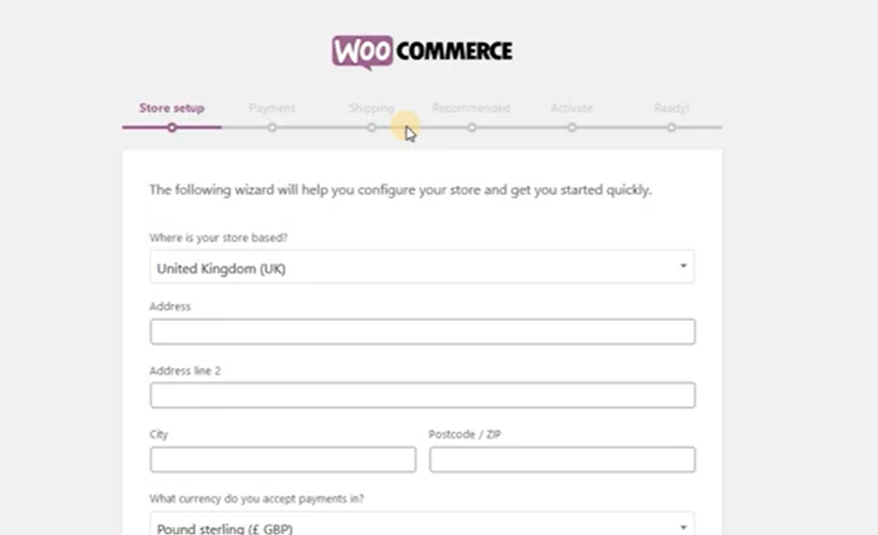 WOOCOMMERCE
Store setup Payment Shipping Recommended Activate Ready!
The following wizard will help you configure your store and get you started quickly.
Where is your store based?
United Kingdom (UK)
Address
Address line 2
City Postcode / ZIP
What currency do you accept payments in?
Pound sterling (£ GBP)